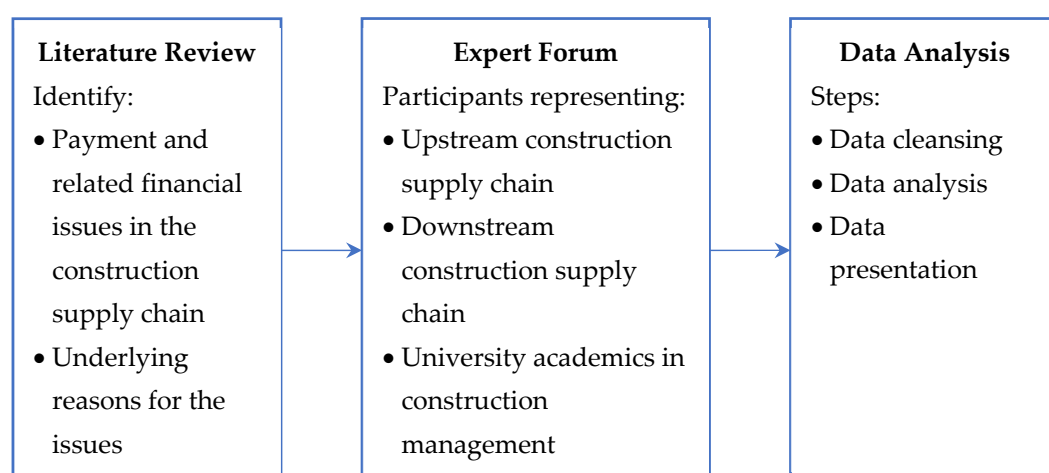 Literature Review
Identify:
• Payment and
related financial
issues in the
construction
supply chain
• Underlying
reasons for the
issues
Expert Forum
Participants representing:
• Upstream construction
supply chain
• Downstream
construction supply
chain
• University academics in
construction
management
Data Analysis
Steps:
• Data cleansing
• Data analysis
• Data
presentation